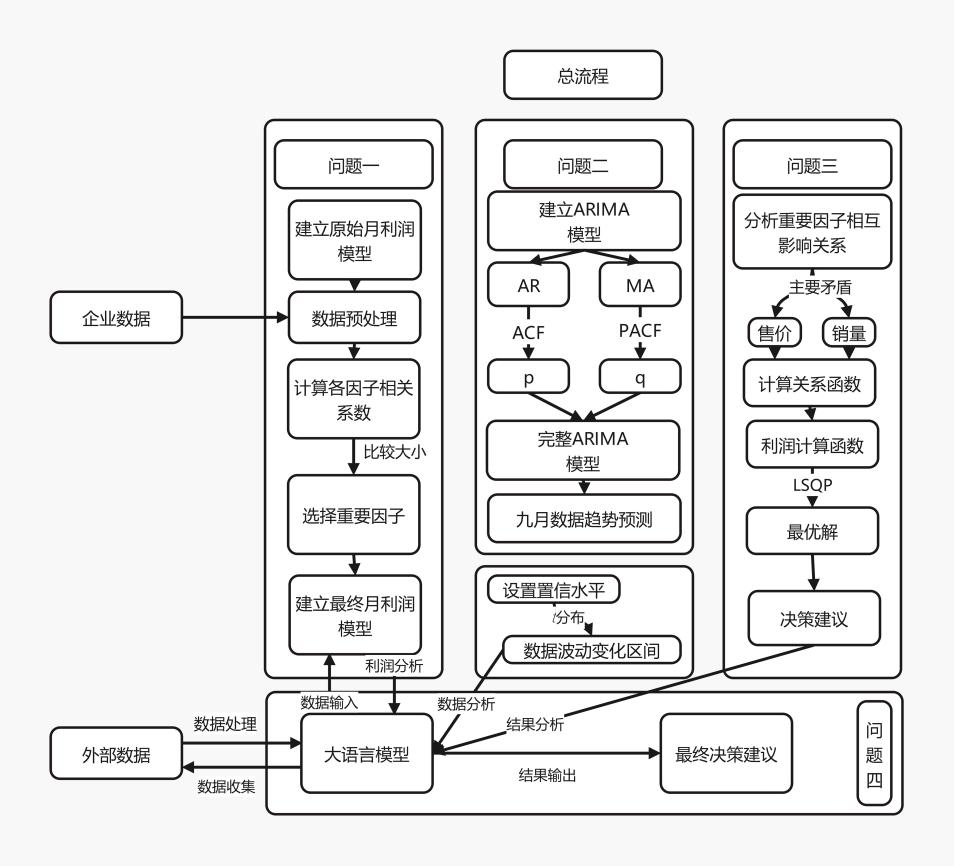 总流程
问题一
建立原始月利润
模型
企业数据
数据预处理
计算各因子相关
系数
比较大小
选择重要因子
建立最终月利润
模型
问题二
建立ARIMA
模型
AR
MA
ACF
PACF
p
q
完整ARIMA
模型
九月数据趋势预测
设置置信水平
分布
数据波动变化区间
问题三
分析重要因子相互
影响关系
主要矛盾
售价
销量
计算关系函数
利润计算函数
LSQP
最优解
决策建议
利润分析
数据输入
数据分析
结果分析
外部数据
数据处理
数据收集
大语言模型
结果输出
最终决策建议
问
题
四